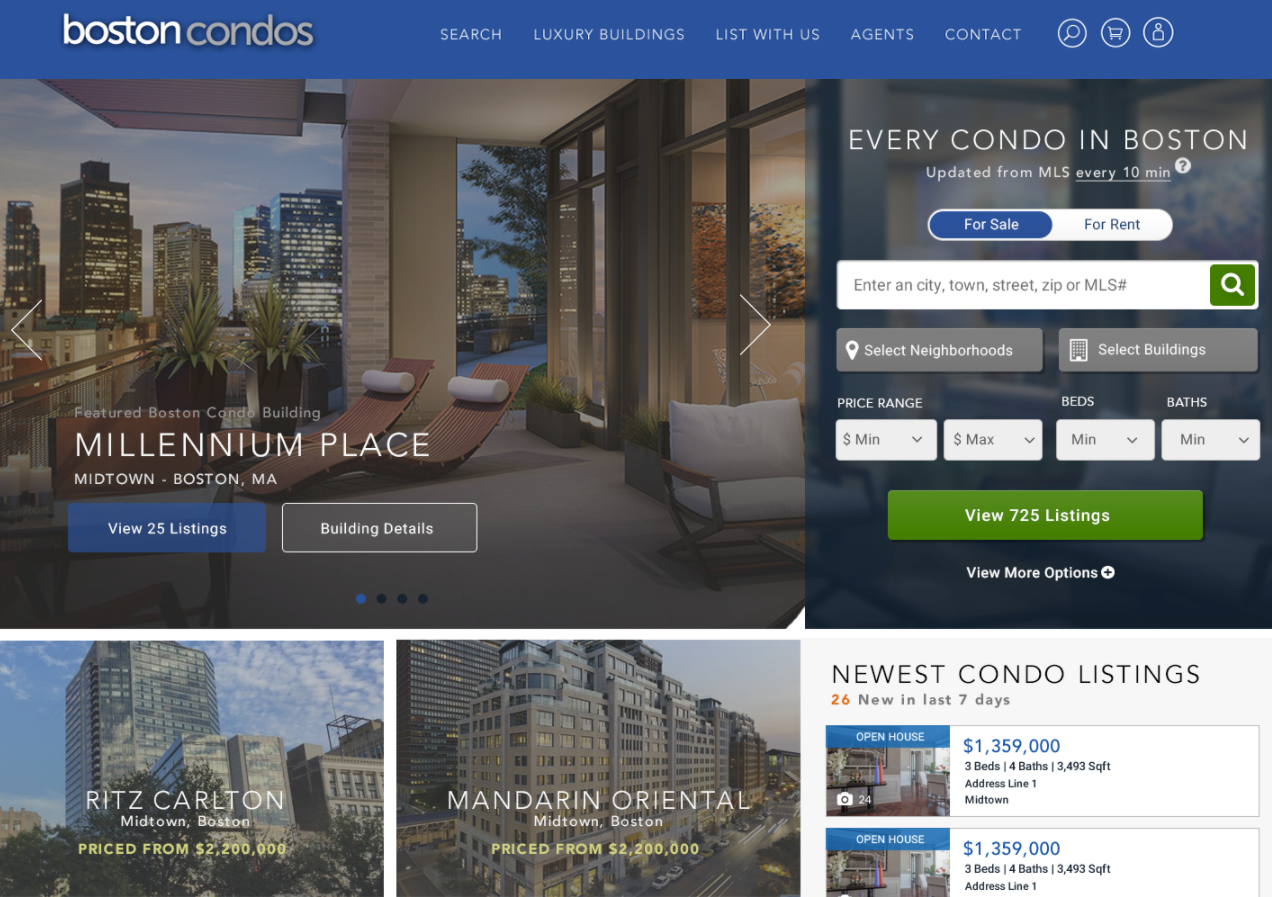 boston condos
SEARCH
LUXURY BUILDINGS
LIST WITH US
AGENTS
CONTACT
Featured Boston Condo Building
MILLENNIUM PLACE
MIDTOWN - BOSTON, MA
View 25 Listings
Building Details
EVERY CONDO IN BOSTON
Updated from MLS every 10 min ?
For Sale
For Rent
Enter an city, town, street, zip or MLS#
Select Neighborhoods
Select Buildings
PRICE RANGE
BEDS
BATHS
$ Min
$ Max
Min
Min
View 725 Listings
View More Options
RITZ CARLTON
Midtown, Boston
PRICED FROM $2,200,000
MANDARIN ORIENTAL
Midtown, Boston
PRICED FROM $2,200,000
NEWEST CONDO LISTINGS
26 New in last 7 days
OPEN HOUSE
24
$1,359,000
3 Beds | 4 Baths | 3,493 Sqft
Address Line 1
Midtown
OPEN HOUSE
$1,359,000
3 Beds | 4 Baths | 3,493 Sqft
Address Line 1